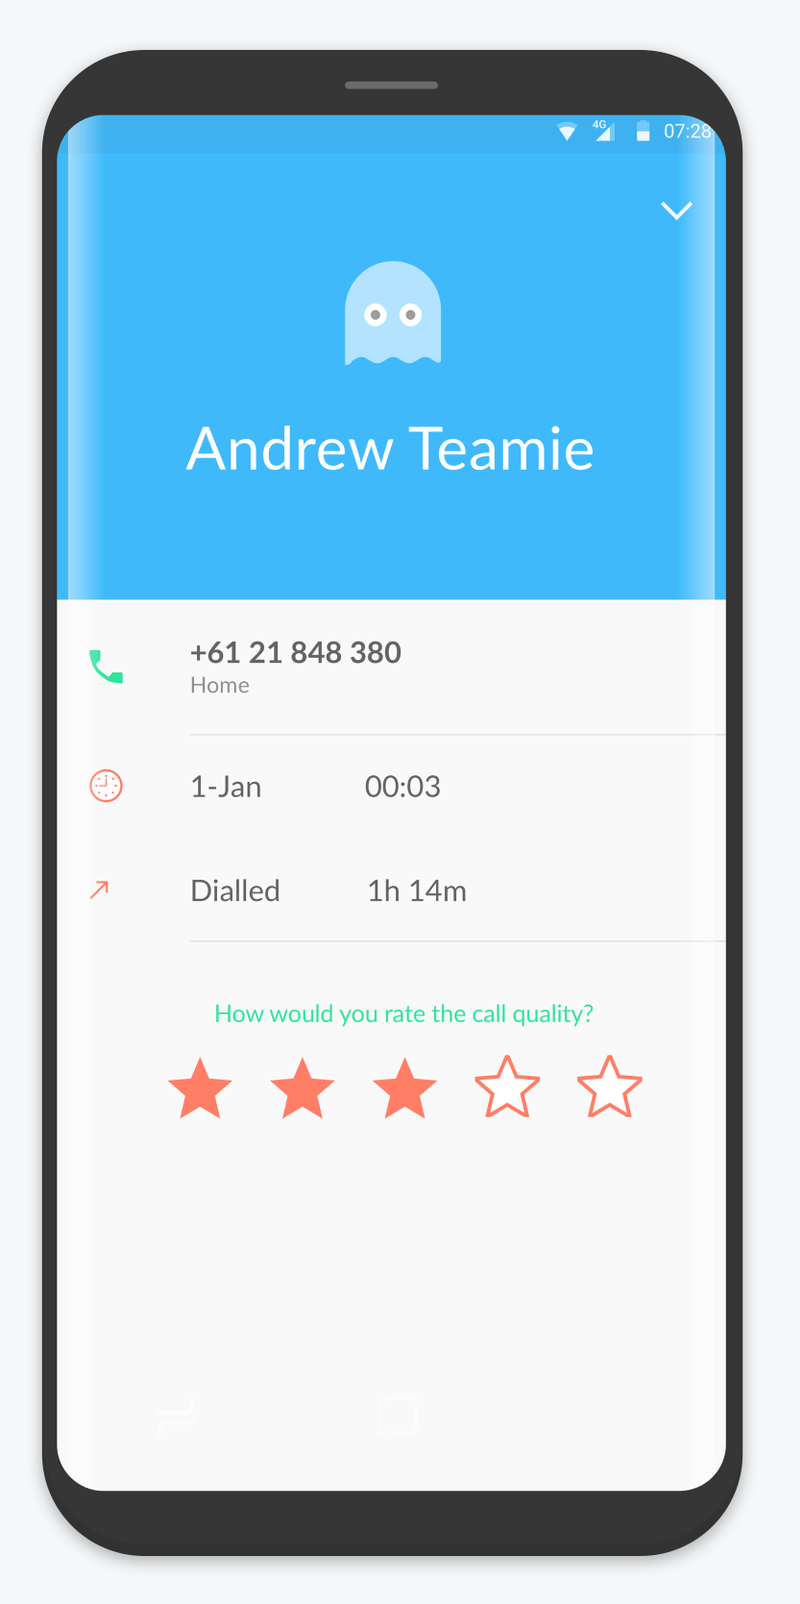 4G 07:28
Andrew Teamie
+61 21 848 380
Home
1-Jan 00:03
Dialled 1h 14m
How would you rate the call quality?